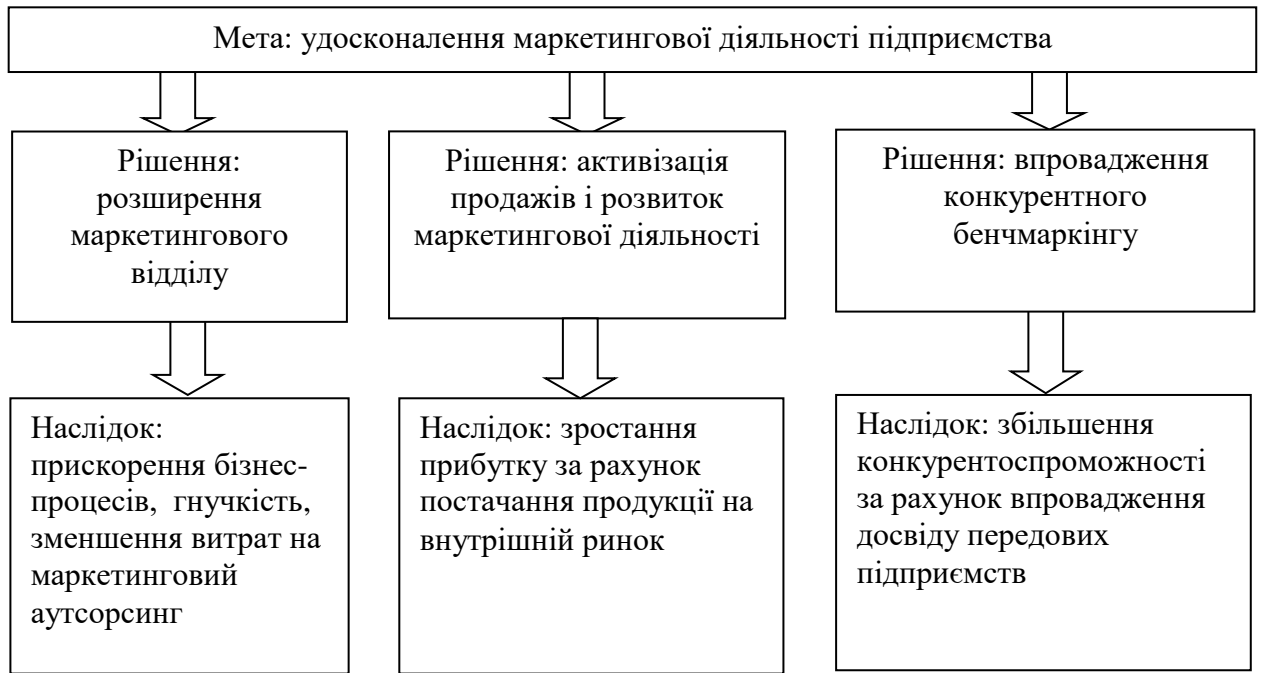 Мета: удосконалення маркетингової діяльності підприємства
Рішення:
розширення
маркетингового
відділу
Рішення: активізація
продажів і розвиток
маркетингової діяльності
Рішення: впровадження
конкурентного
бенчмаркінгу
Наслідок:
прискорення бізнес-
процесів, гнучкість,
зменшення витрат на
маркетинговий
аутсорсинг
Наслідок: зростання
прибутку за рахунок
постачання продукції на
внутрішній ринок
Наслідок: збільшення
конкурентоспроможності
за рахунок впровадження
досвіду передових
підприємств